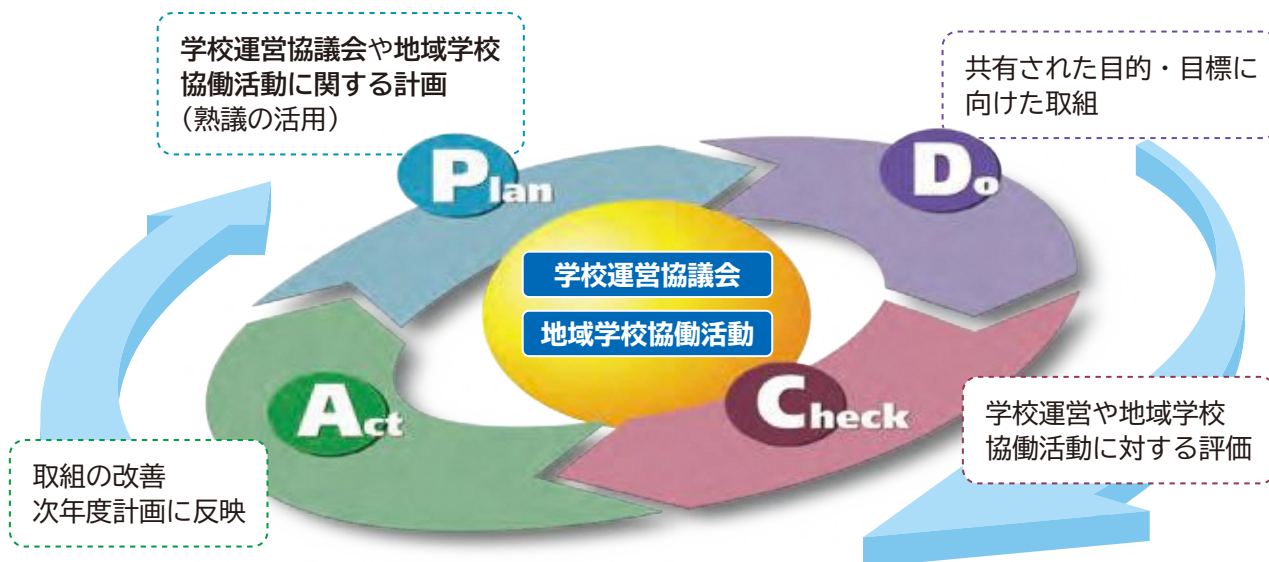 学校運営協議会や地域学校
協働活動に関する計画
（熟議の活用）
Plan
共有された目的・目標に
向けた取組
Do
学校運営協議会
地域学校協働活動
Check
学校運営や地域学校
協働活動に対する評価
Act
取組の改善
次年度計画に反映